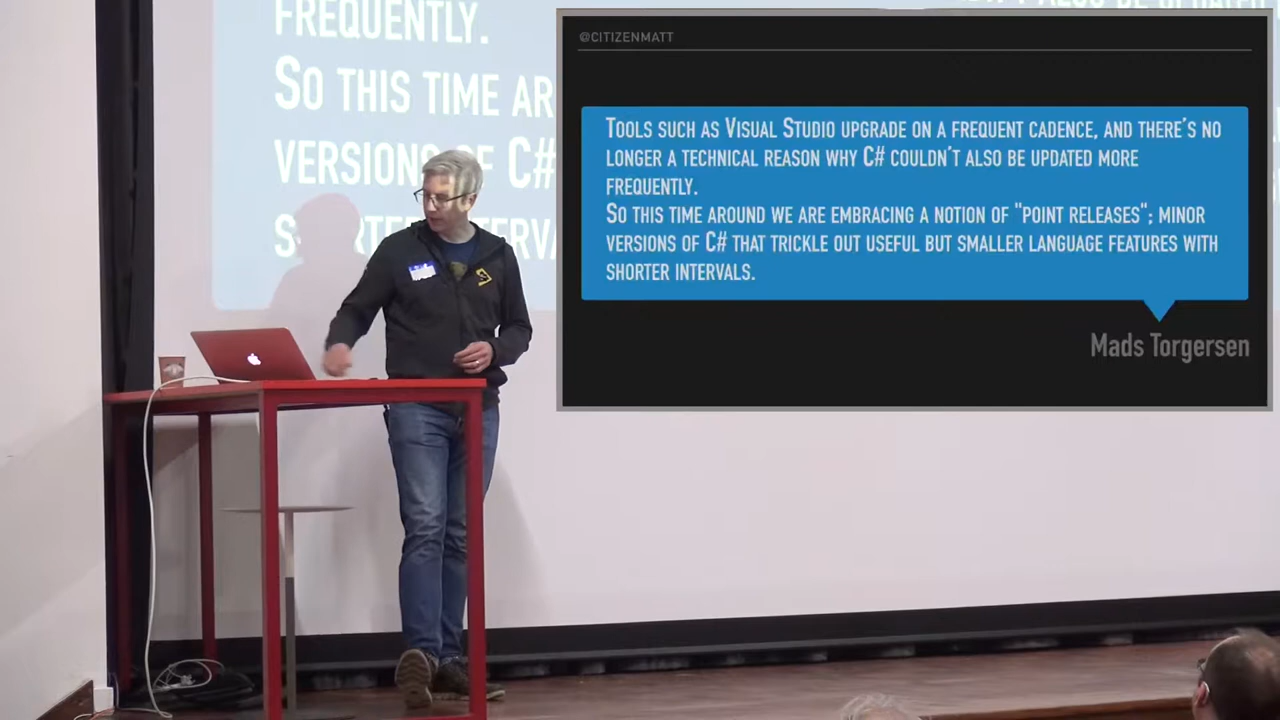 @CITIZENMATT
TOOLS SUCH AS VISUAL STUDIO UPGRADE ON A FREQUENT CADENCE, AND THERE'S NO
LONGER A TECHNICAL REASON WHY C# COULDN'T ALSO BE UPDATED MORE
FREQUENTLY.
SO THIS TIME AROUND WE ARE EMBRACING A NOTION OF "POINT RELEASES"; MINOR
VERSIONS OF C# THAT TRICKLE OUT USEFUL BUT SMALLER LANGUAGE FEATURES WITH
SHORTER INTERVALS.
Mads Torgersen
FREQUENTLY.
SO THIS TIME AR
VERSIONS OF C#